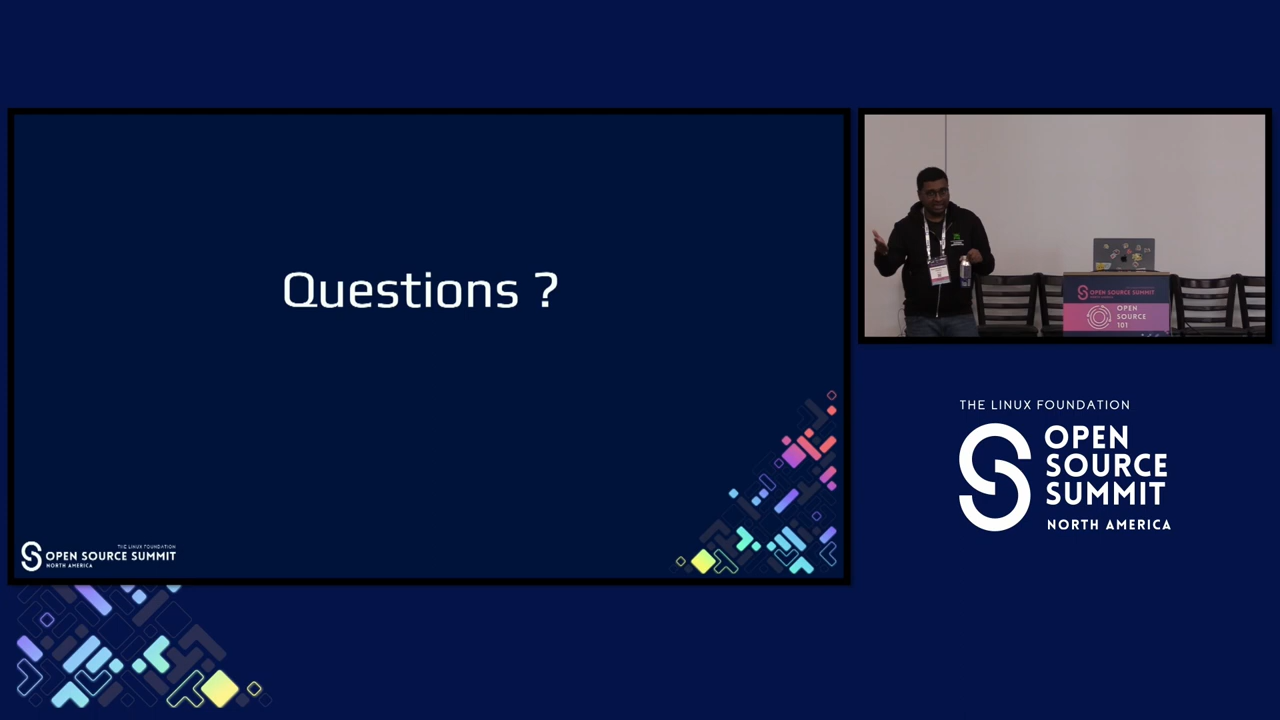 Questions ?
THE LINUX FOUNDATION
OPEN SOURCE SUMMIT
NORTH AMERICA
OPEN SOURCE SUMMIT
OPEN
SOURCE
101
THE LINUX FOUNDATION
OPEN
SOURCE
SUMMIT
NORTH AMERICA